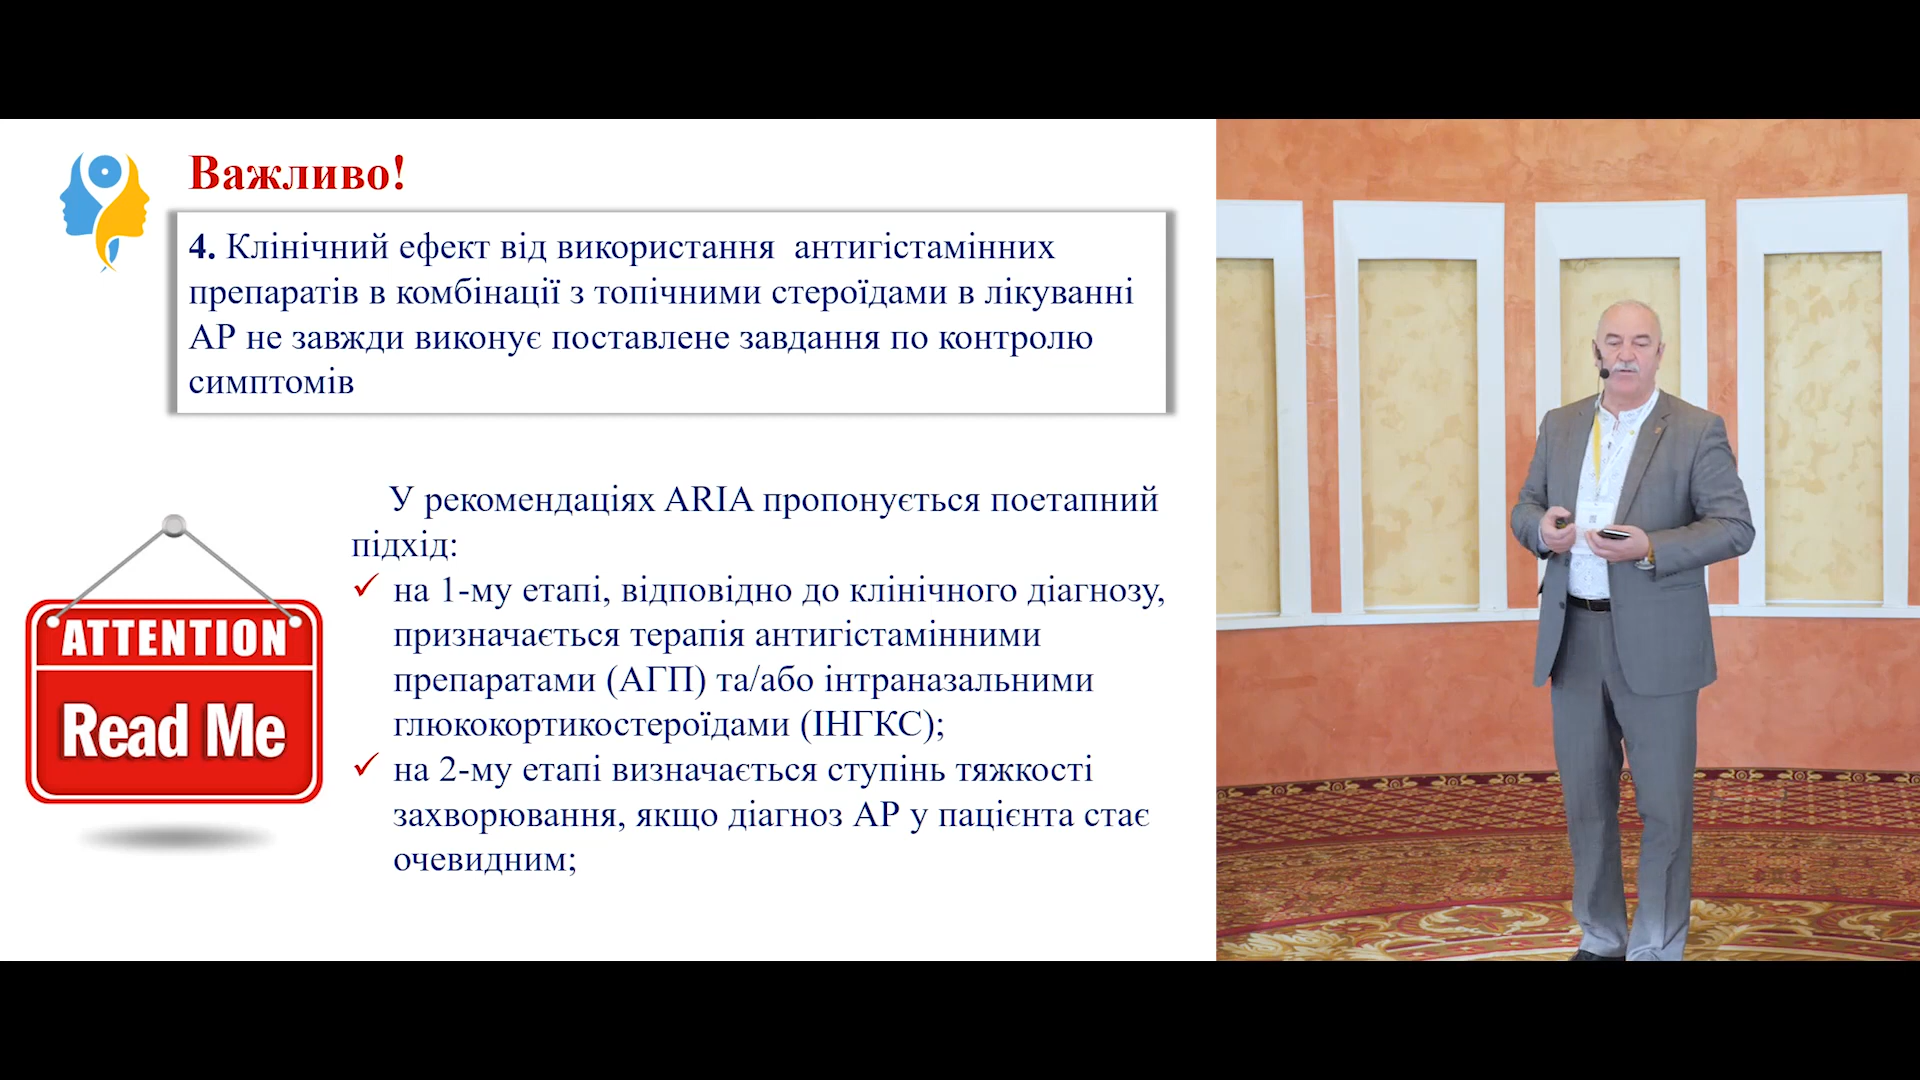 Важливо!
4. Клінічний ефект від використання антигістамінних
препаратів в комбінації з топічними стероїдами в лікуванні
АР не завжди виконує поставлене завдання по контролю
симптомів
У рекомендаціях ARIA пропонується поетапний
підхід:
на 1-му етапі, відповідно до клінічного діагнозу,
призначається терапія антигістамінними
препаратами (АГП) та/або інтраназальними
глюкокортикостероїдами (ІНГКС);
на 2-му етапі визначається ступінь тяжкості
захворювання, якщо діагноз АР у пацієнта стає
очевидним;
ATTENTION
Read Me